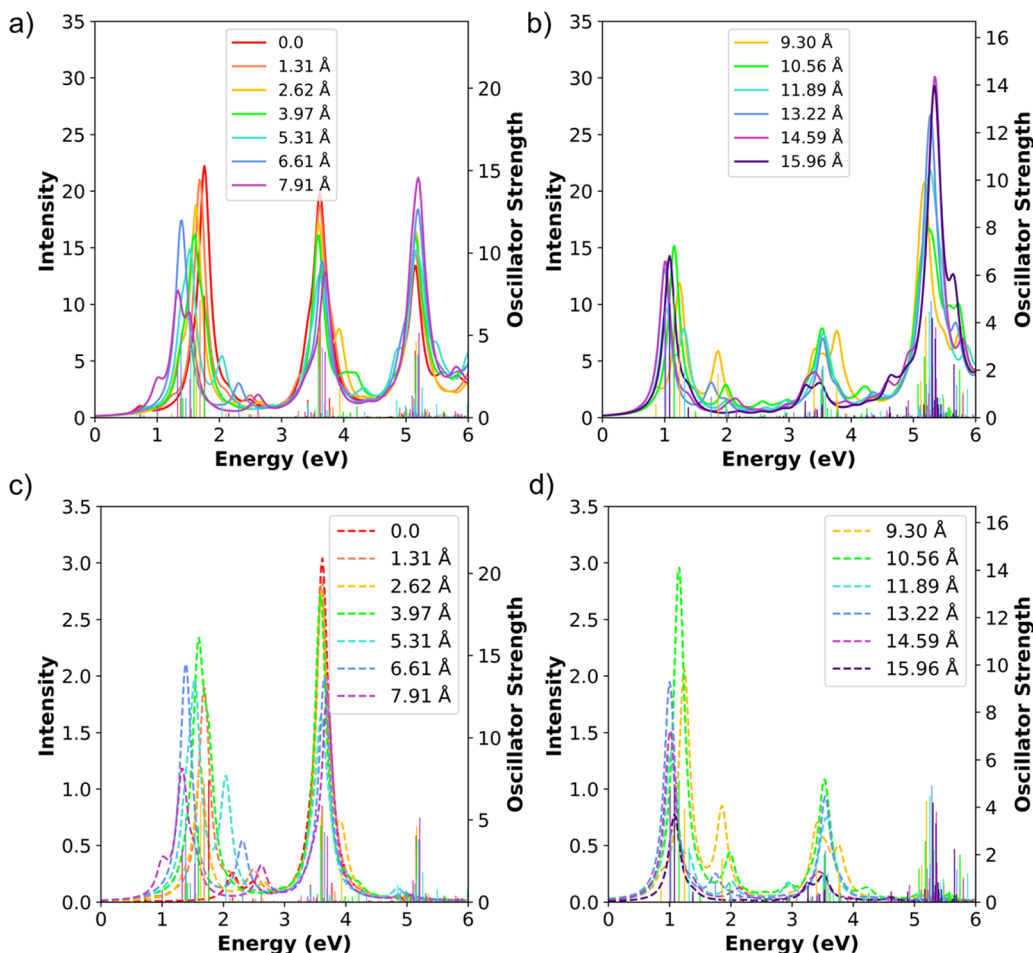 a)
35
30
25
20
15
10
5
0
Intensity
0.0
1.31 Å
2.62 Å
3.97 Å
5.31 Å
6.61 Å
7.91 Å
20
15
10
5
0
Oscillator Strength
0 1 2 3 4 5 6
Energy (eV)
b)
35
30
25
20
15
10
5
0
Intensity
9.30 Å
10.56 Å
11.89 Å
13.22 Å
14.59 Å
15.96 Å
16
14
12
10
8
6
4
2
0
Oscillator Strength
0 1 2 3 4 5 6
Energy (eV)
c)
3.5
3.0
2.5
2.0
1.5
1.0
0.5
0.0
Intensity
0.0
1.31 Å
2.62 Å
3.97 Å
5.31 Å
6.61 Å
7.91 Å
20
15
10
5
0
Oscillator Strength
0 1 2 3 4 5 6
Energy (eV)
d)
3.5
3.0
2.5
2.0
1.5
1.0
0.5
0.0
Intensity
9.30 Å
10.56 Å
11.89 Å
13.22 Å
14.59 Å
15.96 Å
16
14
12
10
8
6
4
2
0
Oscillator Strength
0 1 2 3 4 5 6
Energy (eV)